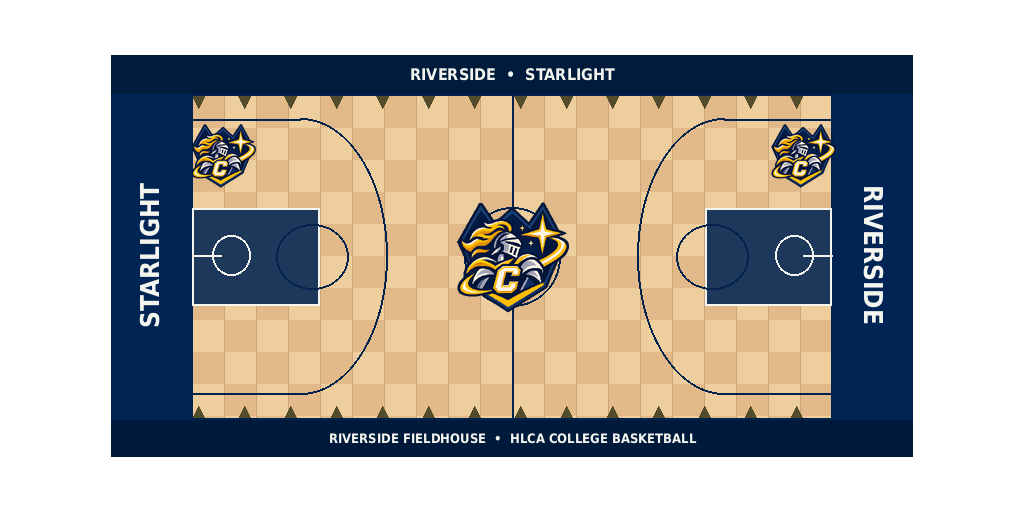 RIVERSIDE • STARLIGHT
STARLIGHT
C
C
C
RIVERSIDE
RIVERSIDE FIELDHOUSE • HLCA COLLEGE BASKETBALL